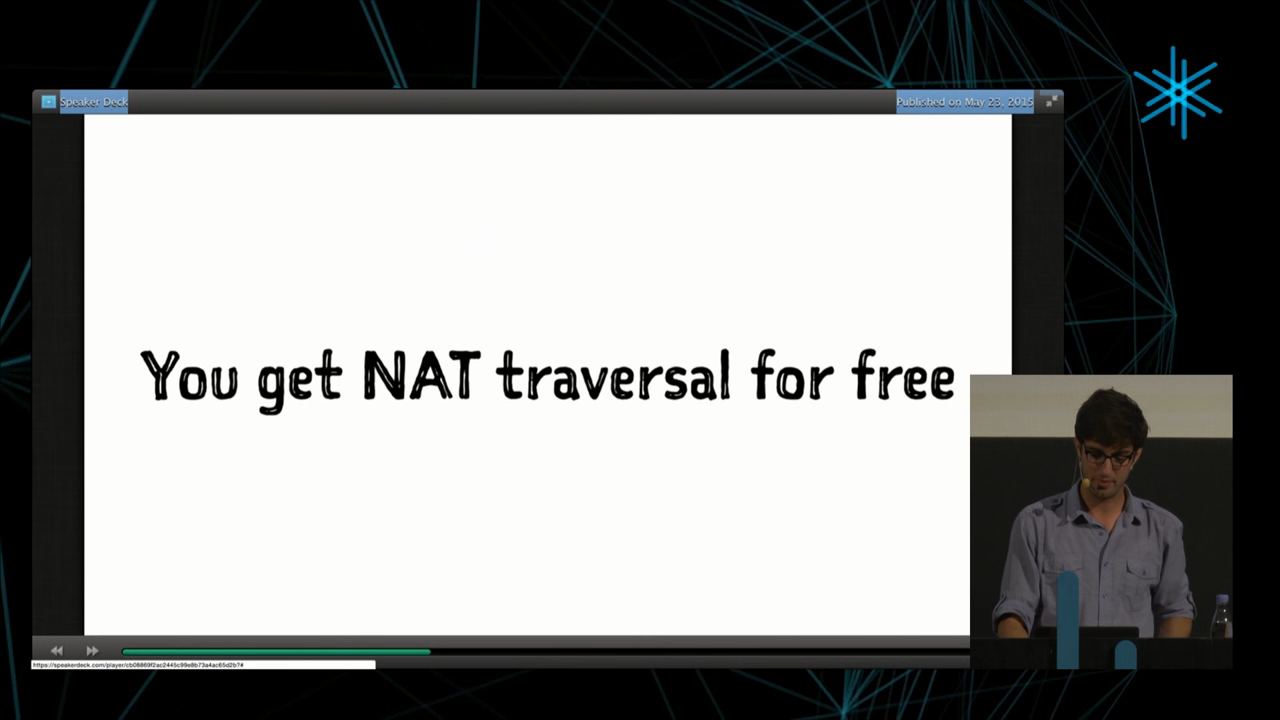 Speaker Deck
Published on May 23, 2015
You get NAT traversal for free